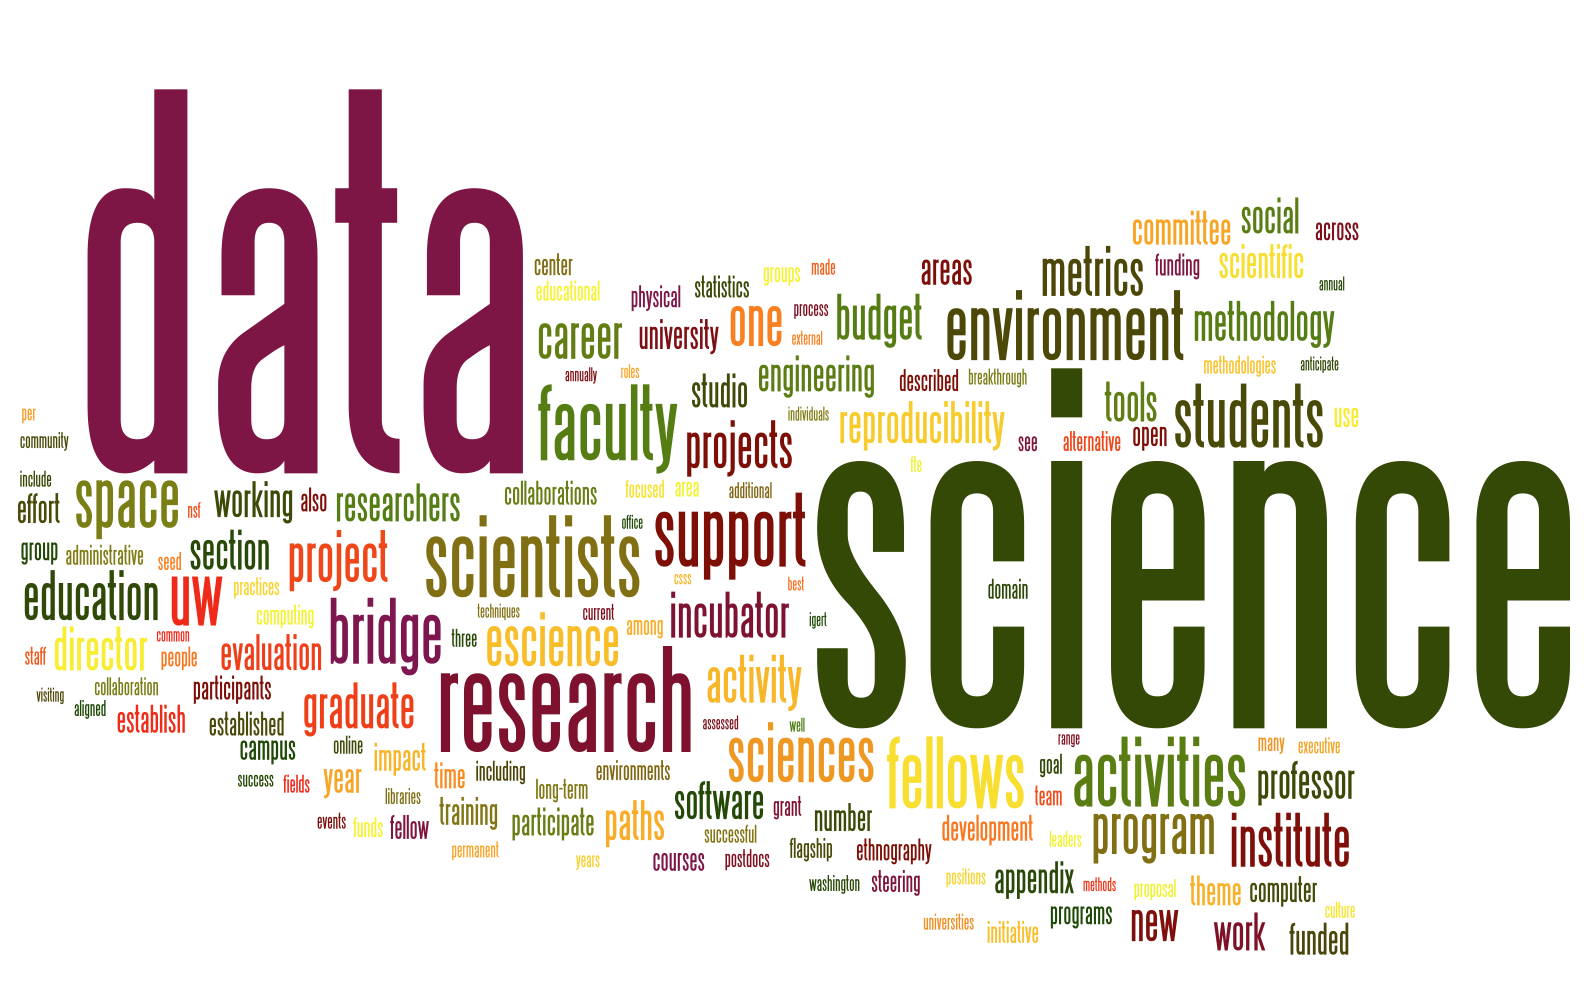 data
science
committee
social
across
center
educational
physical
statistics
groups
made
areas
metrics
funding
scientific
annual
career
university
one
process
external
budget
environment
methodology
annually
roles
studio
engineering
described
breakthrough
methodologies
anticipate
per
community
faculty
projects
individuals
reproducibility
see
alternative
open
tools
students
use
include
effort
space
nsf
working
also
researchers
collaborations
focused
area
additional
fte
group
administrative
seed
section
project
scientists
office
support
csss
best
domain
education
uw
practices
computing
bridge
techniques
three
current
escience
among
incubator
igert
staff
director
common
people
evaluation
research
activity
visiting
collaboration
aligned
participants
establish
established
graduate
assessed
well
campus
online
impact
sciences
fellows
range
goal
activities
many
executive
success
fields
year
time
including
environments
long-term
team
professor
libraries
events
funds
fellow
training
participate
paths
software
grant
number
development
leaders
program
institute
permanent
years
successful
courses
postdocs
flagship
ethnography
washington
steering
positions
appendix
methods
proposal
theme
computer
universities
initiative
programs
new
work
culture
funded